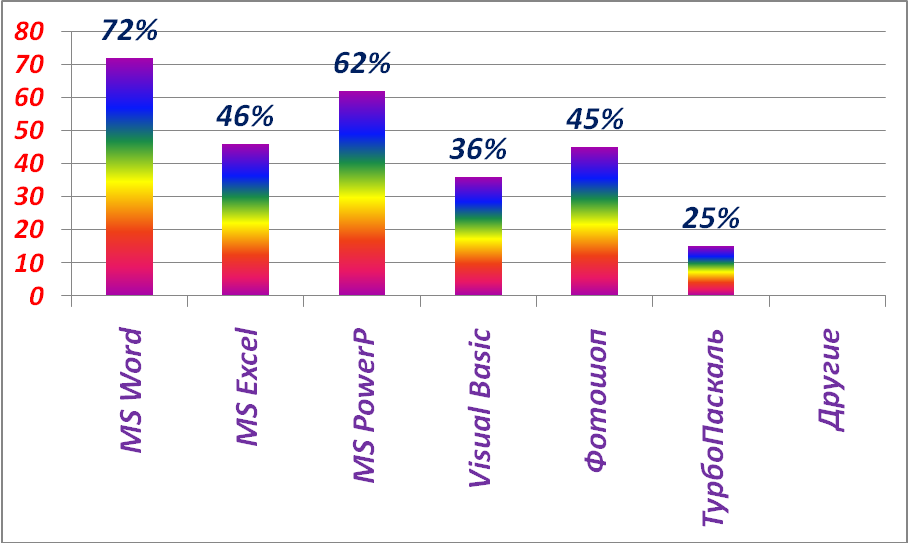 80
70
60
50
40
30
20
10
0
72%
46%
62%
36%
45%
25%
MS Word
MS Excel
MS PowerP
Visual Basic
Фотошоп
ТурбоПаскаль
Другие